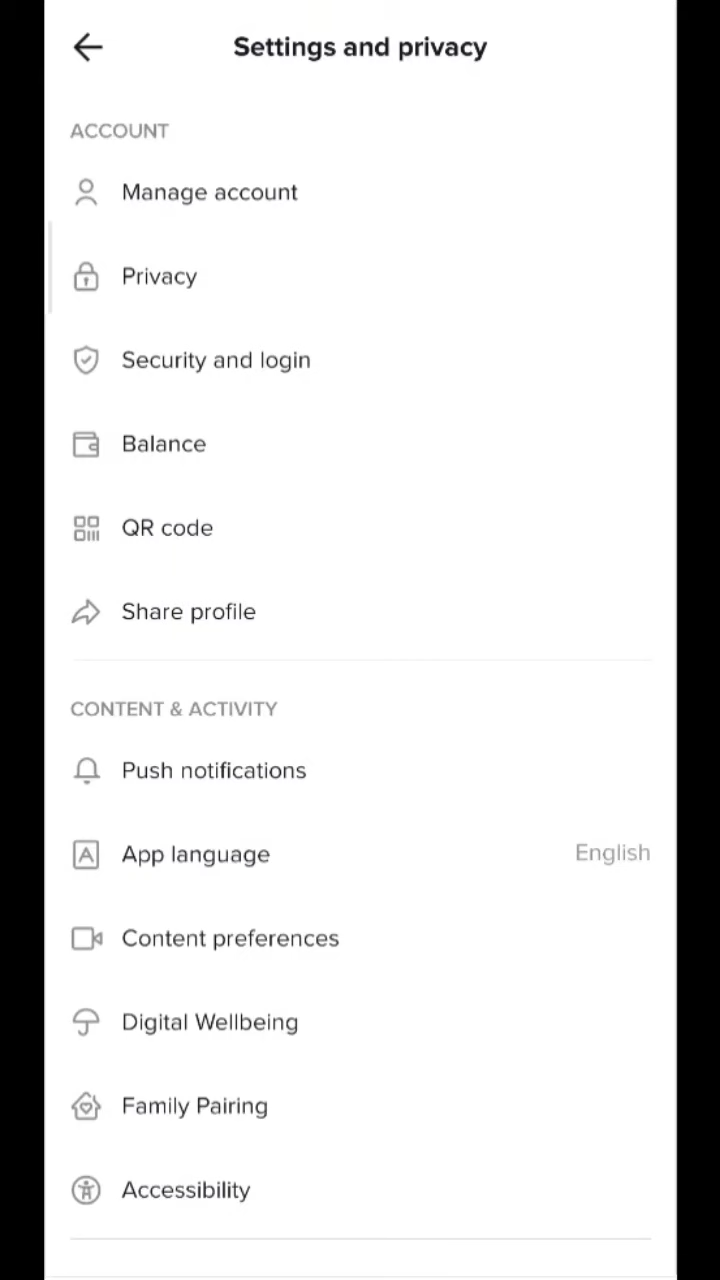 Settings and privacy
ACCOUNT
Manage account
Privacy
Security and login
Balance
QR code
Share profile
CONTENT & ACTIVITY
Push notifications
App language English
Content preferences
Digital Wellbeing
Family Pairing
Accessibility